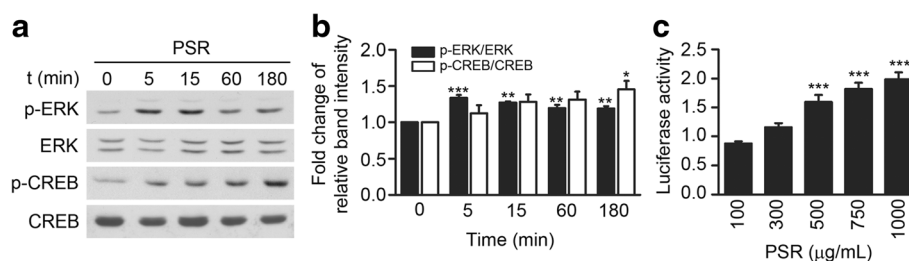 a
PSR
t (min) 0 5 15 60 180
p-ERK
ERK
p-CREB
CREB
b
Fold change of
relative band intensity
2.0
1.5
1.0
0.5
0.0
p-ERK/ERK
p-CREB/CREB
*** ** ** ** *
0 5 15 60 180
Time (min)
c
Luciferase activity
2.5
2.0
1.5
1.0
0.5
0.0
*** *** ***
100 300 500 750 1000
PSR (µg/mL)